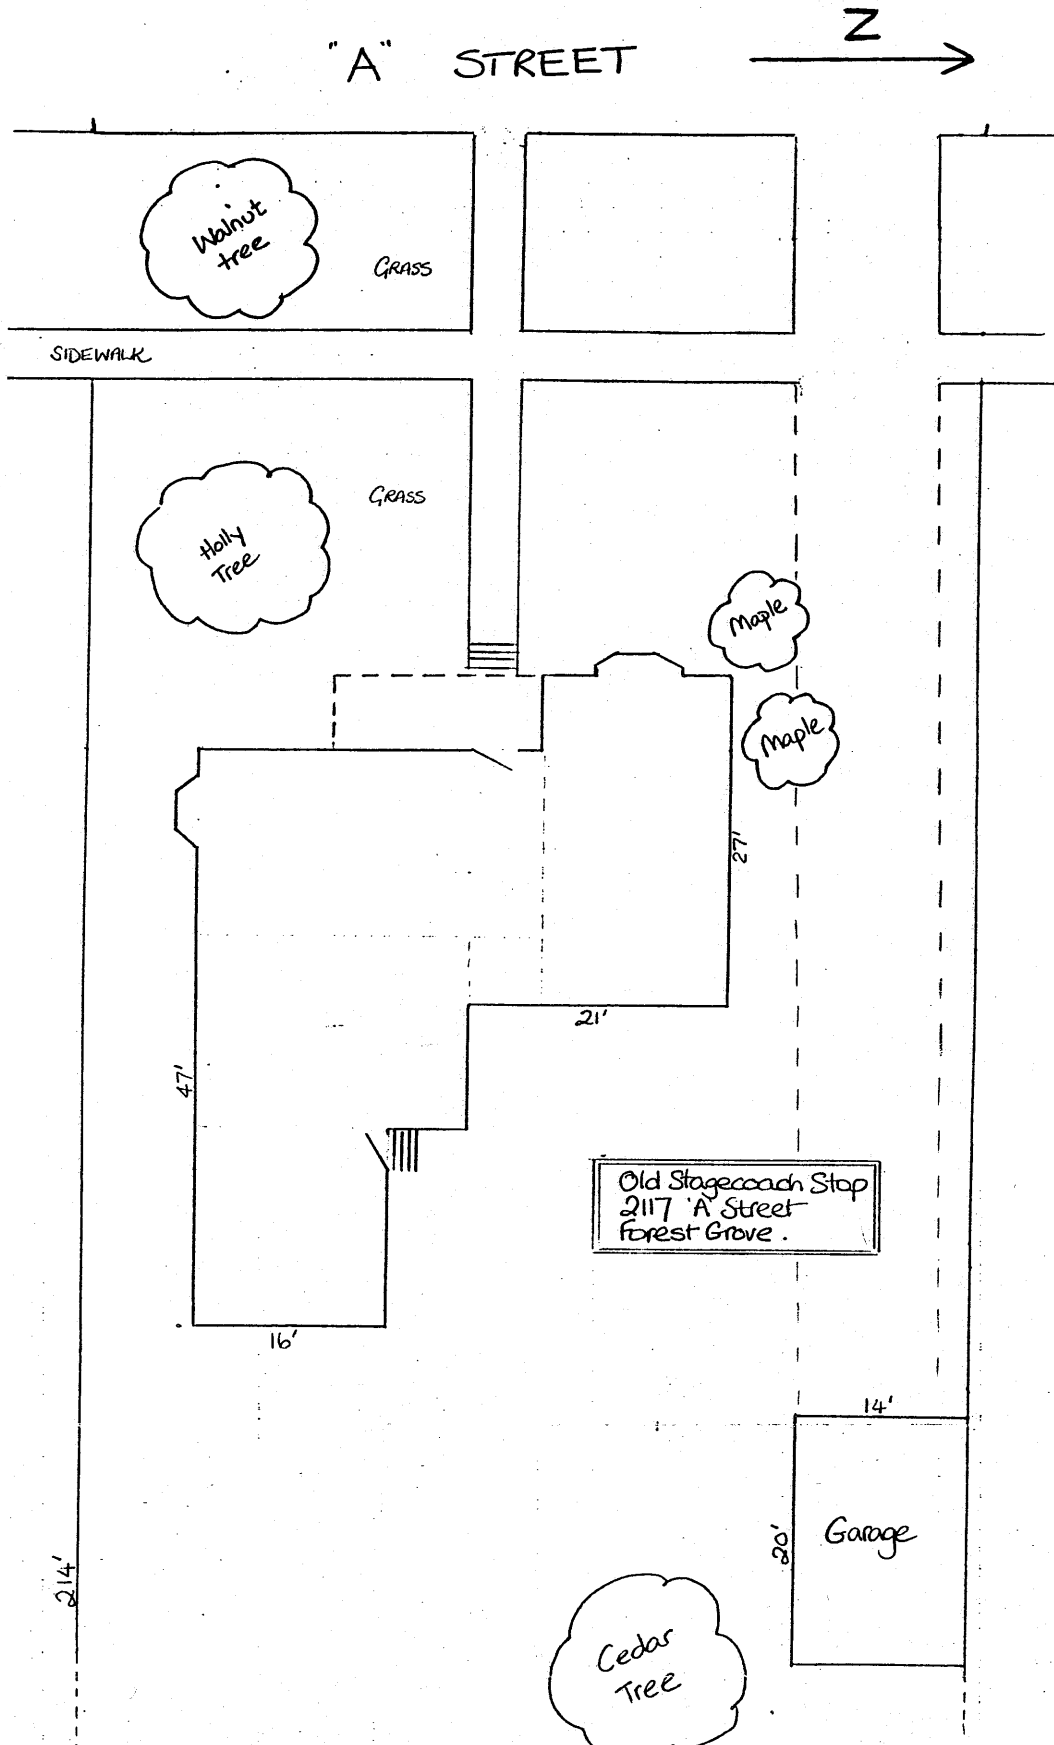 "A" STREET
N
Walnut
tree
GRASS
SIDEWALK
GRASS
Holly
Tree
Maple
Maple
27'
21'
47'
Old Stagecoach Stop
2117 'A' Street
Forest Grove.
16'
14'
Garage
20'
214'
Cedar
Tree